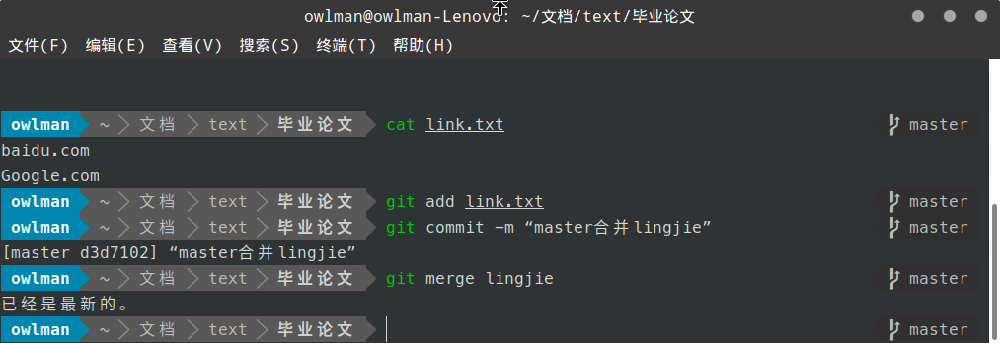 owlman@owlman-Lenovo: ~/文档/text/毕业论文
文件(F) 编辑(E) 查看(V) 搜索(S) 终端(T) 帮助(H)
owlman ~ 文档 text 毕业论文 cat link.txt master
baidu.com
Google.com
owlman ~ 文档 text 毕业论文 git add link.txt master
owlman ~ 文档 text 毕业论文 git commit -m “master合并lingjie” master
[master d3d7102] “master合并lingjie”
owlman ~ 文档 text 毕业论文 git merge lingjie master
已经是最新的。
owlman ~ 文档 text 毕业论文 master